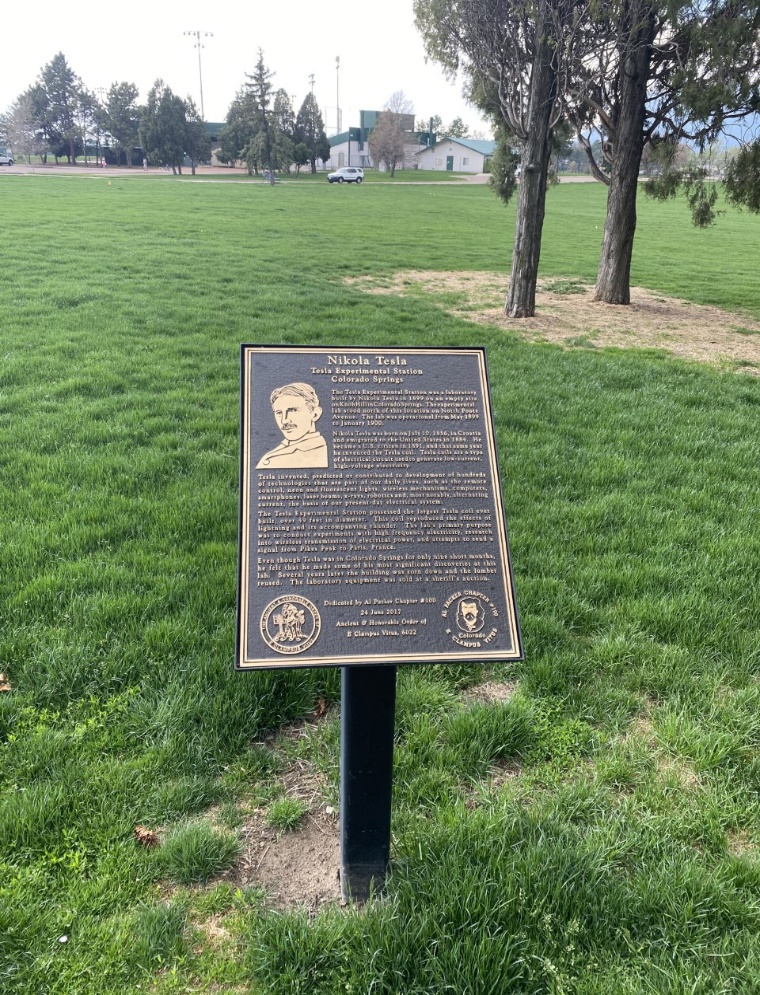 Nikola Tesla
Tesla Experimental Station
Colorado Springs
The Tesla Experimental Station was a laboratory
built by Nikola Tesla in 1899 on an empty site
on Knob Hill in Colorado Springs. The experimental
lab stood north of this location on North Foote
Avenue. The lab was operational from May 1899
to January 1900.
Nikola Tesla was born on July 10, 1856, in Croatia
and emigrated to the United States in 1884. He
became a U.S. citizen in 1891, and that same year
he invented the Tesla coil. Tesla coils are a type
of electrical circuit used to generate low-current,
high-voltage electricity.
Tesla invented, predicted or contributed to development of hundreds
of technologies that are part of our daily lives, such as the remote
control, neon and fluorescent lights, wireless mechanisms, computers,
smartphones, laser beams, x-rays, robotics and, most notably, alternating
current, the basis of our present-day electrical system.
The Tesla Experimental Station possessed the largest Tesla coil ever
built, over 49 feet in diameter. This coil reproduced the effects of
lightning and its accompanying thunder. The lab's primary purpose
was to conduct experiments with high frequency electricity, research
into wireless transmission of electrical power, and attempts to send a
signal from Pikes Peak to Paris, France.
Even though Tesla was in Colorado Springs for only nine short months,
he felt that he made some of his most significant discoveries at this
lab. Several years later the building was torn down and the lumber
reused. The laboratory equipment was sold at a sheriff's auction.
Dedicated by Al Packer Chapter #100
24 June 2017
Ancient & Honorable Order of
E Clampus Vitus, 6022
AL PACKER CHAPTER #100
Colorado
E CLAMPUS VITUS